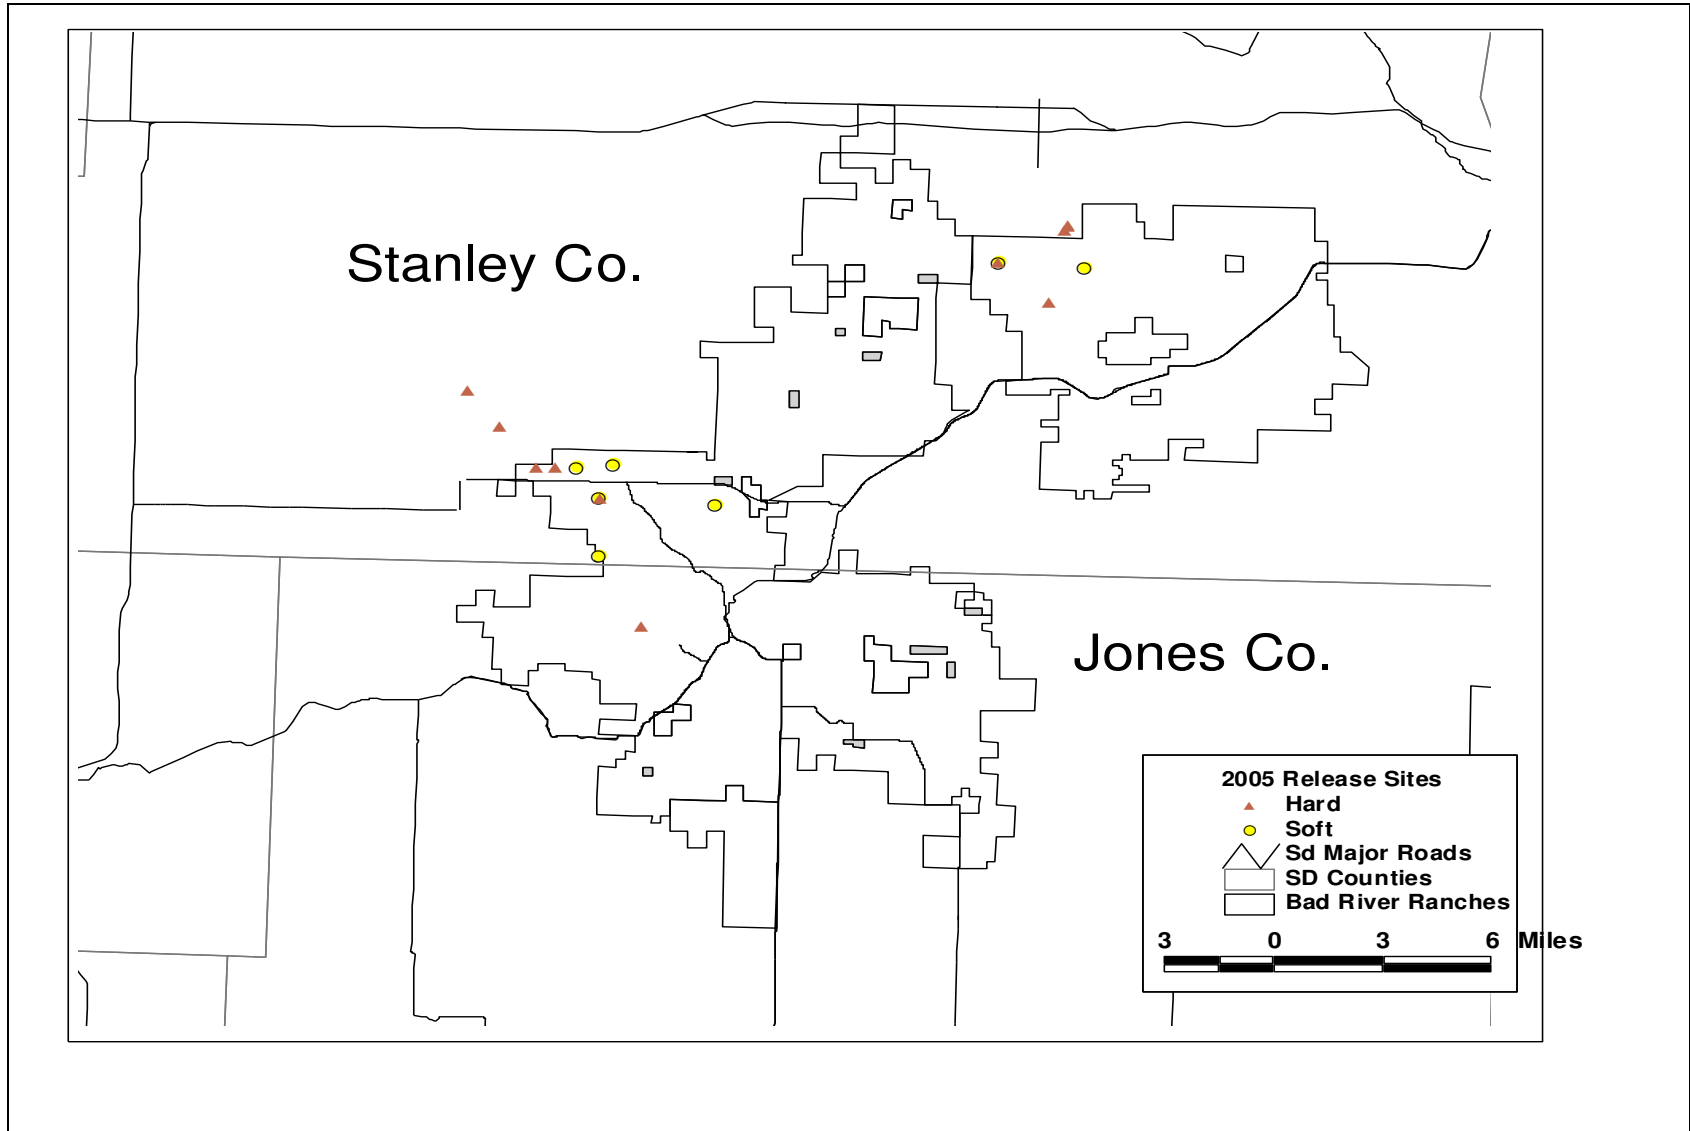 Stanley Co.
Jones Co.
2005 Release Sites
Hard
Soft
Sd Major Roads
SD Counties
Bad River Ranches
3 0 3 6 Miles